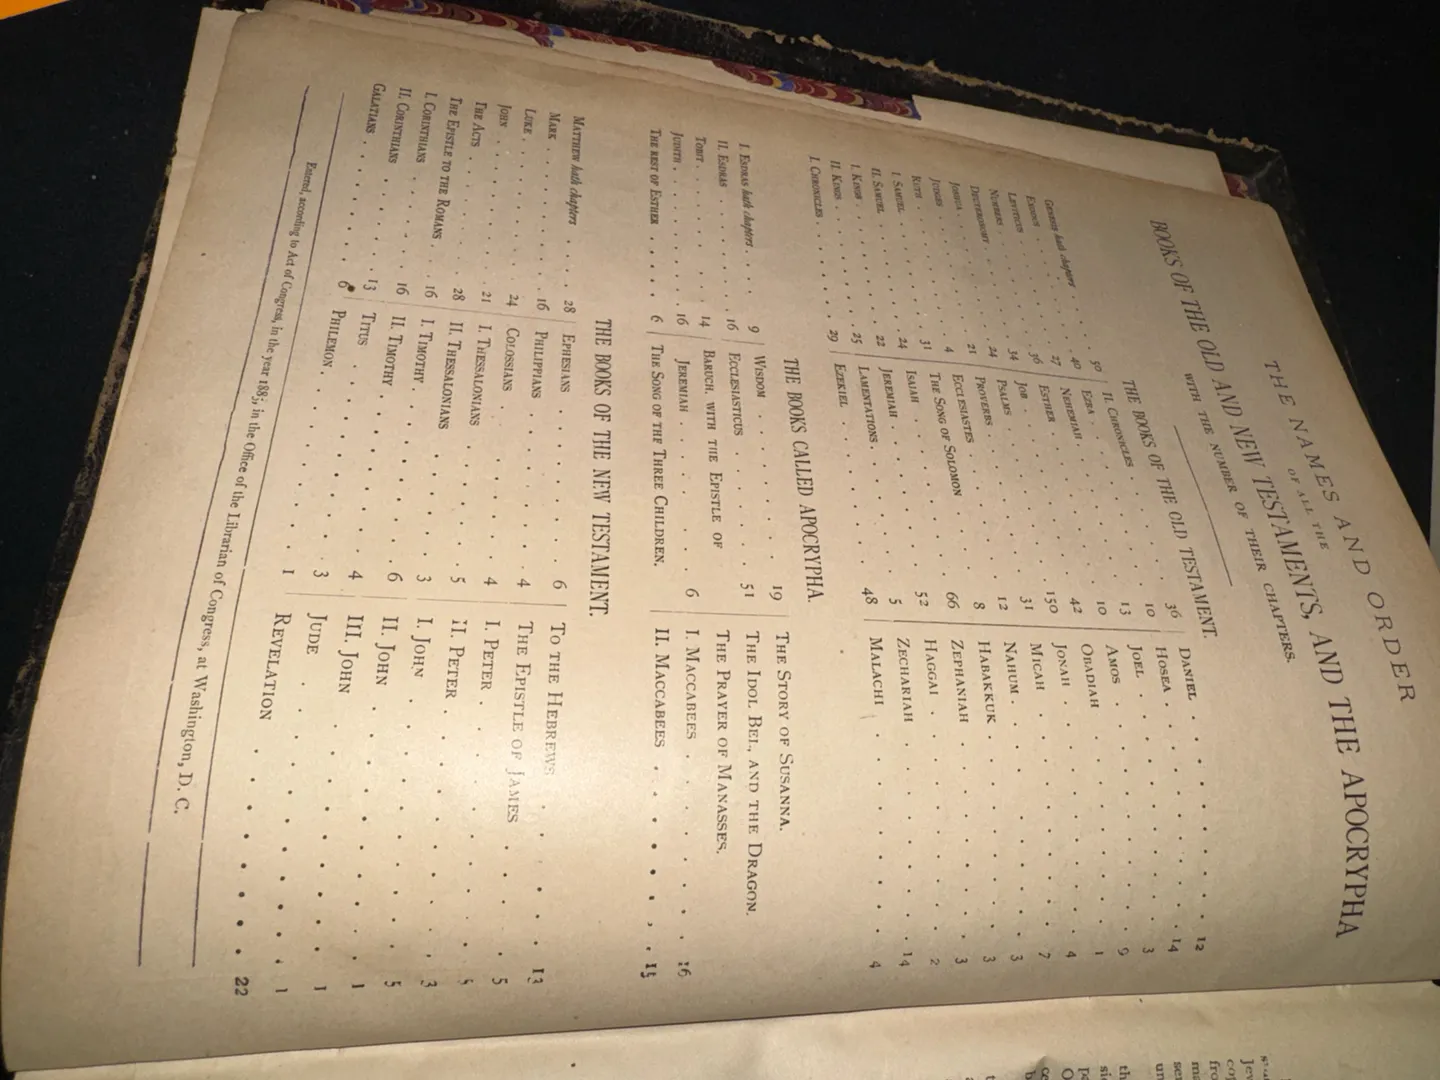 THE NAMES AND ORDER
OF ALL THE
BOOKS OF THE OLD AND NEW TESTAMENTS, AND THE APOCRYPHA
WITH THE NUMBER OF THEIR CHAPTERS.
THE BOOKS OF THE OLD TESTAMENT.
GENESIS hath chapters . . . 50
EXODUS . . . 40
LEVITICUS . . . 27
NUMBERS . . . 36
DEUTERONOMY . . . 34
JOSHUA . . . 24
JUDGES . . . 21
RUTH . . . 4
I. SAMUEL . . . 31
II. SAMUEL . . . 24
I. KINGS . . . 22
II. KINGS . . . 25
I. CHRONICLES . . . 29
II. CHRONICLES . . . 36
EZRA . . . 10
NEHEMIAH . . . 13
ESTHER . . . 10
JOB . . . 42
PSALMS . . . 150
PROVERBS . . . 31
ECCLESIASTES . . . 12
THE SONG OF SOLOMON . . . 8
ISAIAH . . . 66
JEREMIAH . . . 52
LAMENTATIONS . . . 5
EZEKIEL . . . 48
DANIEL . . . 12
HOSEA . . . 14
JOEL . . . 3
AMOS . . . 9
OBADIAH . . . 1
JONAH . . . 4
MICAH . . . 7
NAHUM . . . 3
HABAKKUK . . . 3
ZEPHANIAH . . . 3
HAGGAI . . . 2
ZECHARIAH . . . 14
MALACHI . . . 4
THE BOOKS CALLED APOCRYPHA.
I. ESDRAS hath chapters . . . 9
II. ESDRAS . . . 16
TOBIT . . . 14
JUDITH . . . 16
THE REST OF ESTHER . . . 6
WISDOM . . . 19
ECCLESIASTICUS . . . 51
BARUCH, WITH THE EPISTLE OF
JEREMIAH . . . 6
THE SONG OF THE THREE CHILDREN.
THE STORY OF SUSANNA.
THE IDOL BEL, AND THE DRAGON.
THE PRAYER OF MANASSES.
I. MACCABEES . . . 16
II. MACCABEES . . . 15
THE BOOKS OF THE NEW TESTAMENT.
MATTHEW hath chapters . . . 28
MARK . . . 16
LUKE . . . 24
JOHN . . . 21
THE ACTS . . . 28
THE EPISTLE TO THE ROMANS . . . 16
I. CORINTHIANS . . . 16
II. CORINTHIANS . . . 13
GALATIANS . . . 6
EPHESIANS . . . 6
PHILIPPIANS . . . 4
COLOSSIANS . . . 4
I. THESSALONIANS . . . 5
II. THESSALONIANS . . . 3
I. TIMOTHY . . . 6
II. TIMOTHY . . . 4
TITUS . . . 3
PHILEMON . . . 1
TO THE HEBREWS . . . 13
THE EPISTLE OF JAMES . . . 5
I. PETER . . . 5
II. PETER . . . 3
I. JOHN . . . 5
II. JOHN . . . 1
III. JOHN . . . 1
JUDE . . . 1
REVELATION . . . 22
Entered, according to Act of Congress, in the year in the Office of the Librarian of Congress, at Washington, D. C.